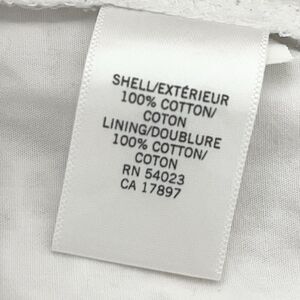 SHELL/EXTÉRIEUR
100% COTTON/
COTON
LINING/DOUBLURE
100% COTTON/
COTON
RN 54023
CA 17897